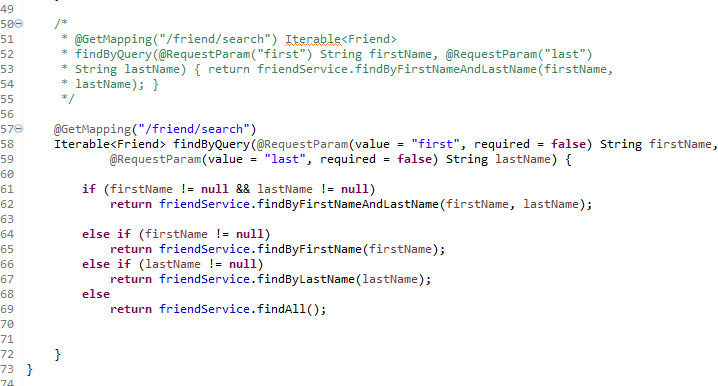 49
50 /*
51 * @GetMapping("/friend/search") Iterable<Friend>
52 * findByQuery(@RequestParam("first") String firstName, @RequestParam("last")
53 * String lastName) { return friendService.findByFirstNameAndLastName(firstName,
54 * lastName); }
55 */
56
57 @GetMapping("/friend/search")
58 Iterable<Friend> findByQuery(@RequestParam(value = "first", required = false) String firstName,
59 @RequestParam(value = "last", required = false) String lastName) {
60
61 if (firstName != null && lastName != null)
62 return friendService.findByFirstNameAndLastName(firstName, lastName);
63
64 else if (firstName != null)
65 return friendService.findByFirstName(firstName);
66 else if (lastName != null)
67 return friendService.findByLastName(lastName);
68 else
69 return friendService.findAll();
70
71
72 }
73 }
74